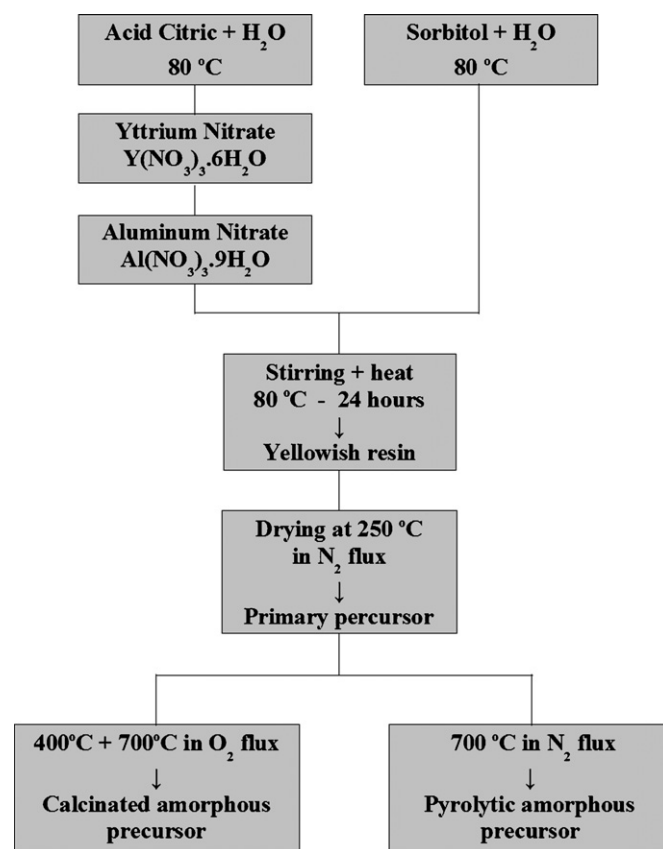 Acid Citric + H₂O
80 ºC
Sorbitol + H₂O
80 ºC
Yttrium Nitrate
Y(NO₃)₃.6H₂O
Aluminum Nitrate
Al(NO₃)₃.9H₂O
Stirring + heat
80 ºC - 24 hours
↓
Yellowish resin
Drying at 250 ºC
in N₂ flux
↓
Primary percursor
400ºC + 700ºC in O₂ flux
↓
Calcinated amorphous
precursor
700 ºC in N₂ flux
↓
Pyrolytic amorphous
precursor